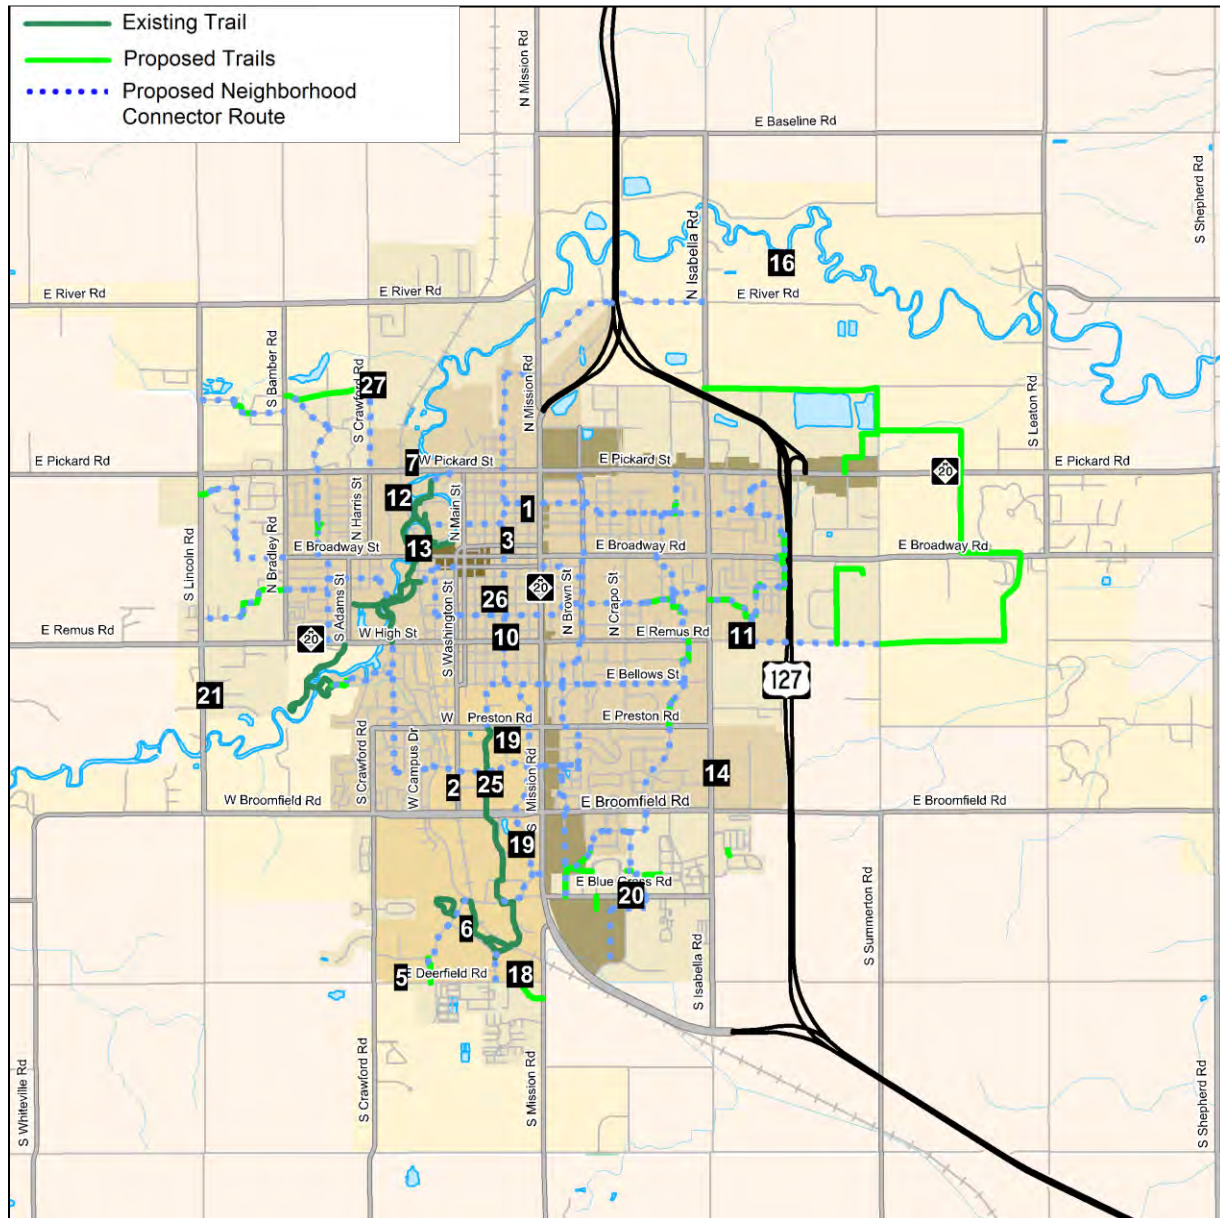 Existing Trail
Proposed Trails
Proposed Neighborhood
Connector Route
N Mission Rd
E Baseline Rd
S Shepherd Rd
N Isabella Rd
16
E River Rd
E River Rd
E River Rd
S Bamber Rd
S Crawford Rd
27
N Mission Rd
S Leaton Rd
E Pickard Rd
7
W Pickard St
E Pickard St
20
E Pickard Rd
12
N Harris St
N Main St
1
S Lincoln Rd
N Bradley Rd
E Broadway St
13
3
E Broadway Rd
E Broadway Rd
S Adams St
S Washington St
26
20
N Brown St
N Crapo St
E Remus Rd
20
W High St
10
E Remus Rd
11
21
E Bellows St
127
W
Preston Rd
E Preston Rd
S Crawford Rd
W Campus Dr
19
S Mission Rd
2
25
14
W Broomfield Rd
E Broomfield Rd
E Broomfield Rd
19
E Blue Grass Rd
20
6
S Isabella Rd
S Summerton Rd
5
E Deerfield Rd
18
S Whiteville Rd
S Crawford Rd
S Mission Rd
S Shepherd Rd